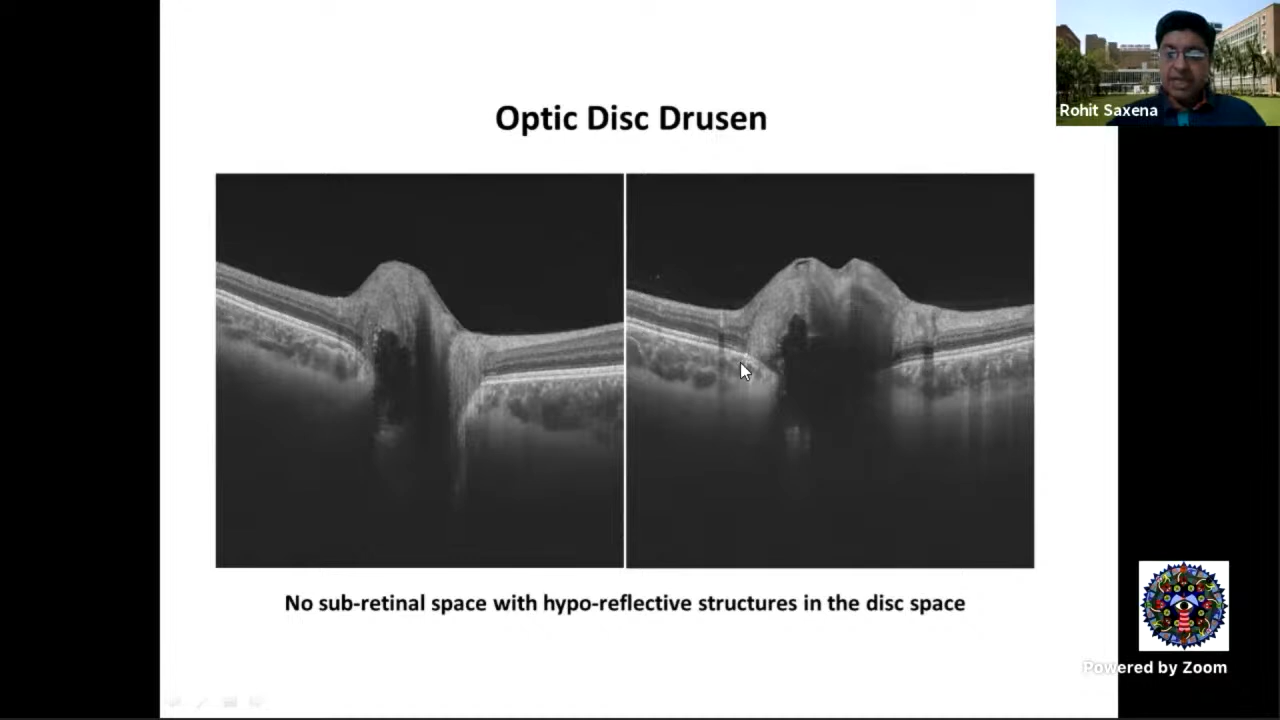 Optic Disc Drusen
Rohit Saxena
No sub-retinal space with hypo-reflective structures in the disc space
Powered by Zoom